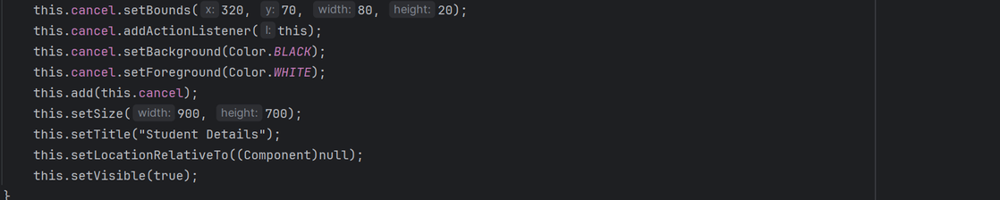 this.cancel.setBounds( x: 320, y: 70, width: 80, height: 20);
this.cancel.addActionListener( l: this);
this.cancel.setBackground(Color.BLACK);
this.cancel.setForeground(Color.WHITE);
this.add(this.cancel);
this.setSize( width: 900, height: 700);
this.setTitle("Student Details");
this.setLocationRelativeTo((Component)null);
this.setVisible(true);
}